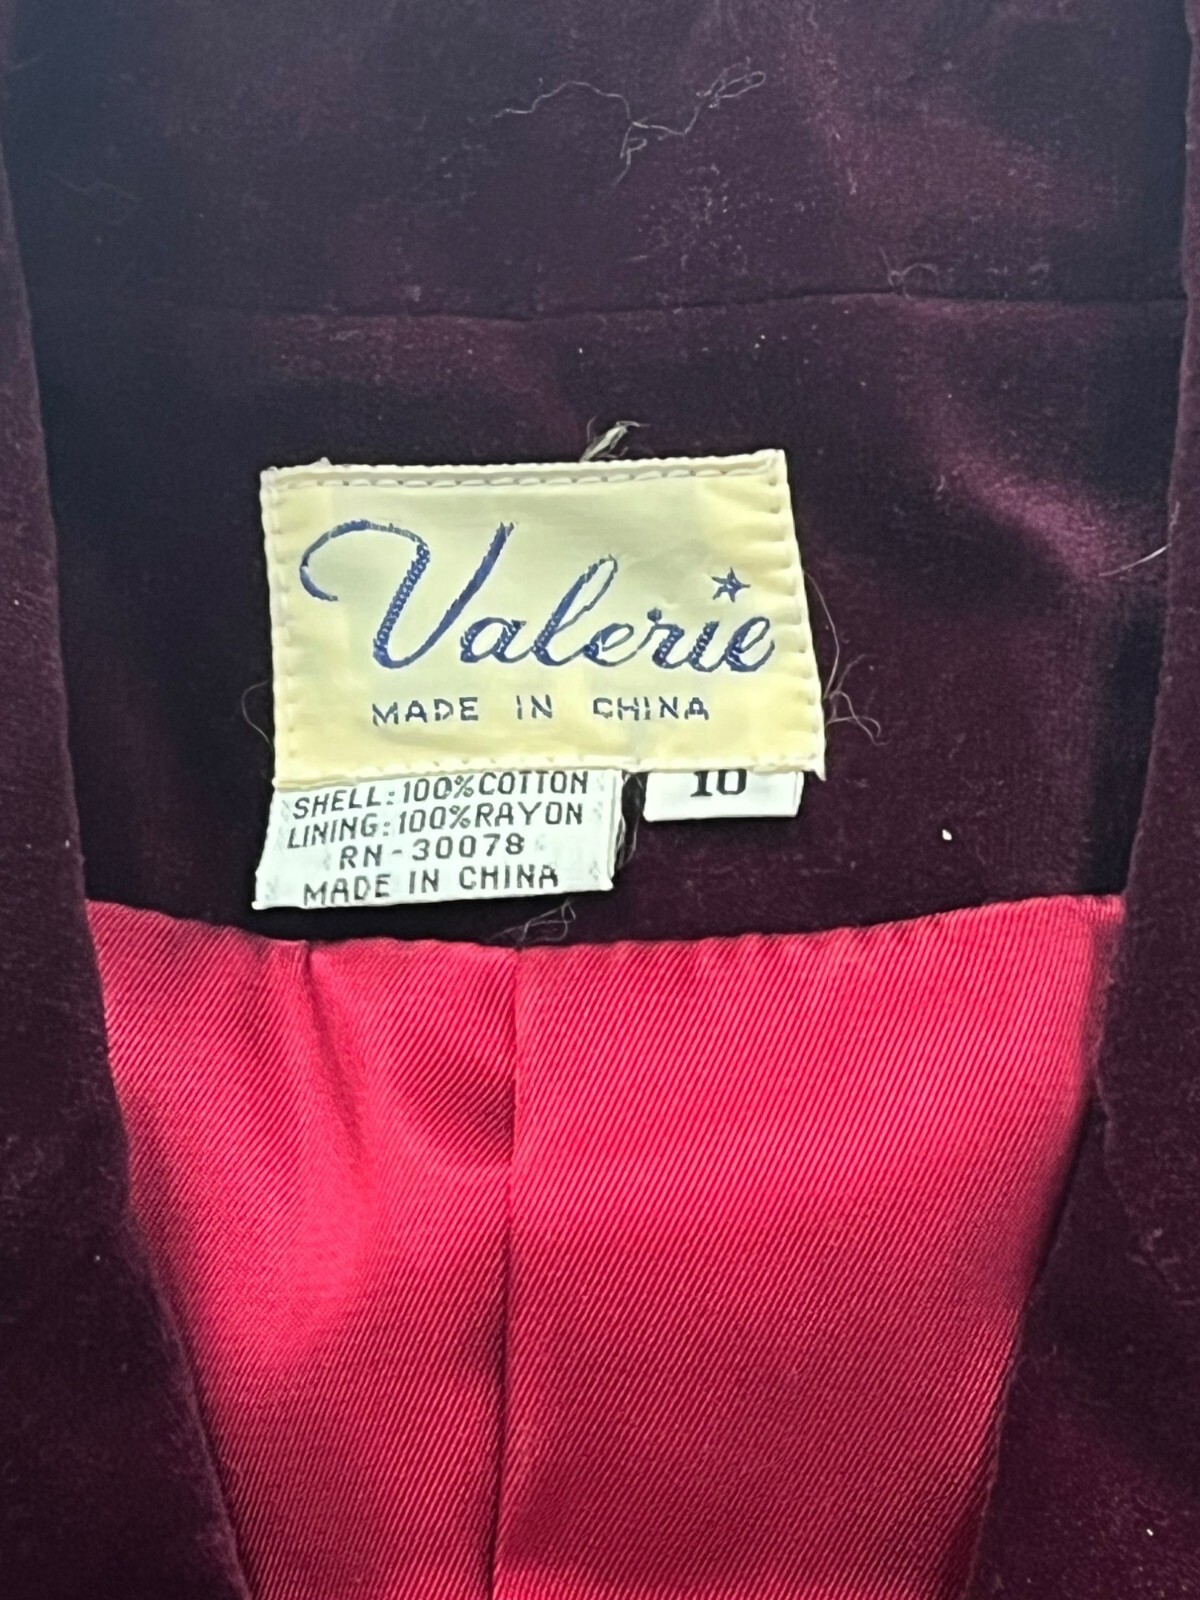 Valerie
MADE IN CHINA
SHELL:100%COTTON
LINING:100%RAYON
RN-30078
MADE IN CHINA
10